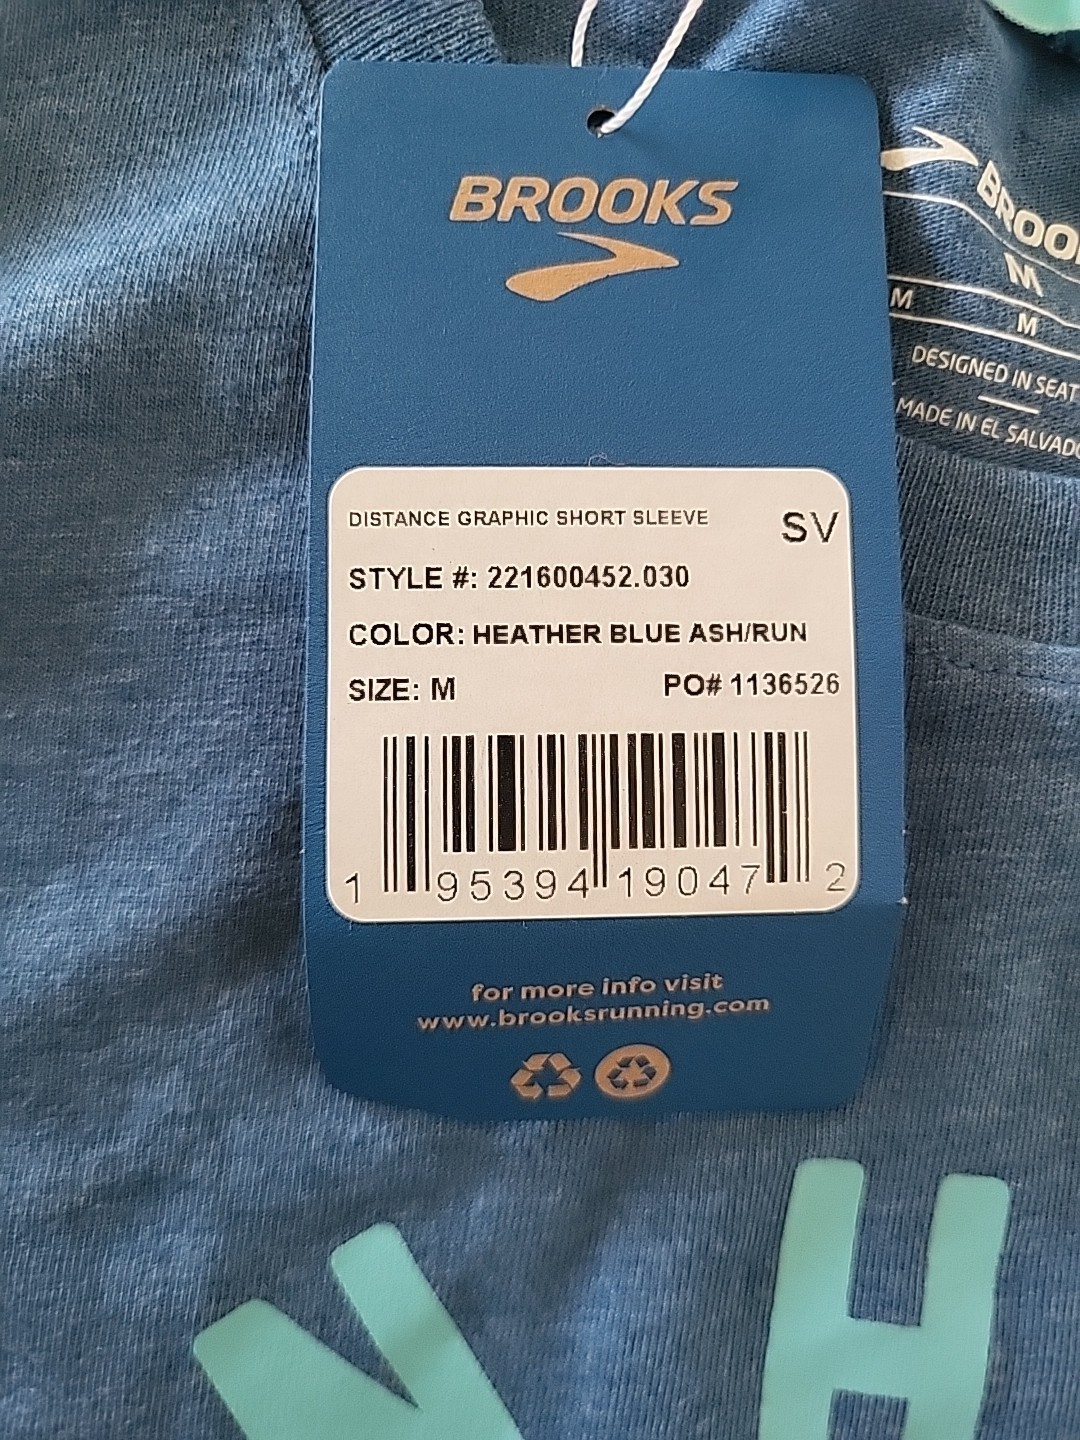 BROOKS
DISTANCE GRAPHIC SHORT SLEEVE
SV
STYLE #: 221600452.030
COLOR: HEATHER BLUE ASH/RUN
SIZE: M
PO# 1136526
1 95394 19047 2
for more info visit
www.brooksrunning.com
BROO
M
M
M
DESIGNED IN SEAT
MADE IN EL SALVADO
H